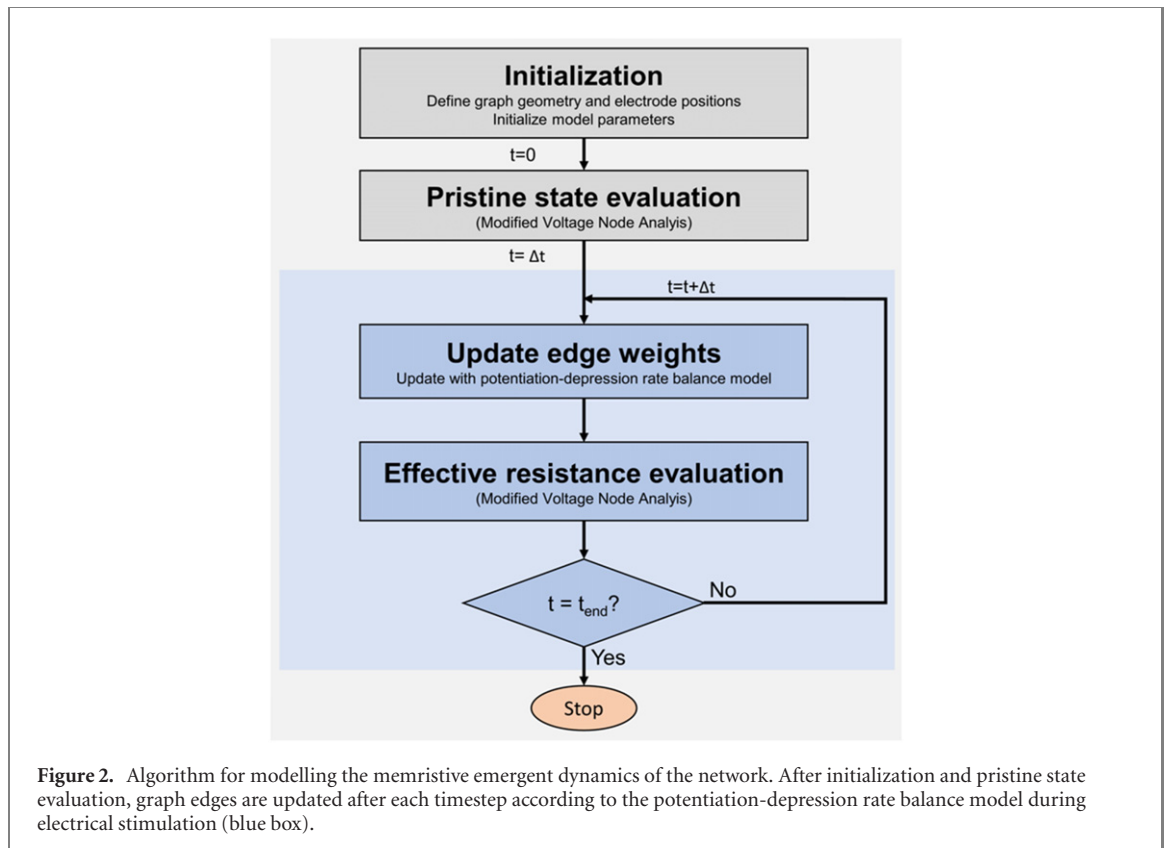 Initialization
Define graph geometry and electrode positions
Initialize model parameters
t=0
Pristine state evaluation
(Modified Voltage Node Analyis)
t= Δt
t=t+Δt
Update edge weights
Update with potentiation-depression rate balance model
Effective resistance evaluation
(Modified Voltage Node Analyis)
t = tend?
No
Yes
Stop
Figure 2. Algorithm for modelling the memristive emergent dynamics of the network. After initialization and pristine state
evaluation, graph edges are updated after each timestep according to the potentiation-depression rate balance model during
electrical stimulation (blue box).